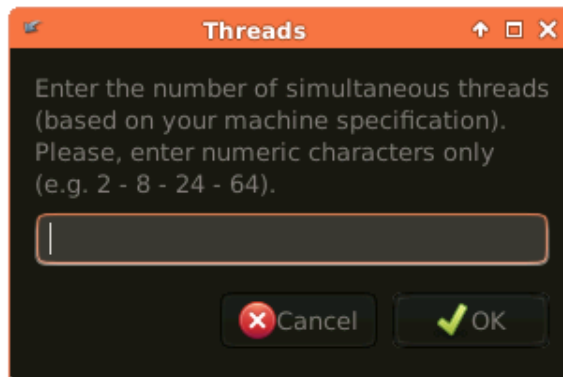 Threads
Enter the number of simultaneous threads
(based on your machine specification).
Please, enter numeric characters only
(e.g. 2 - 8 - 24 - 64).
Cancel
OK